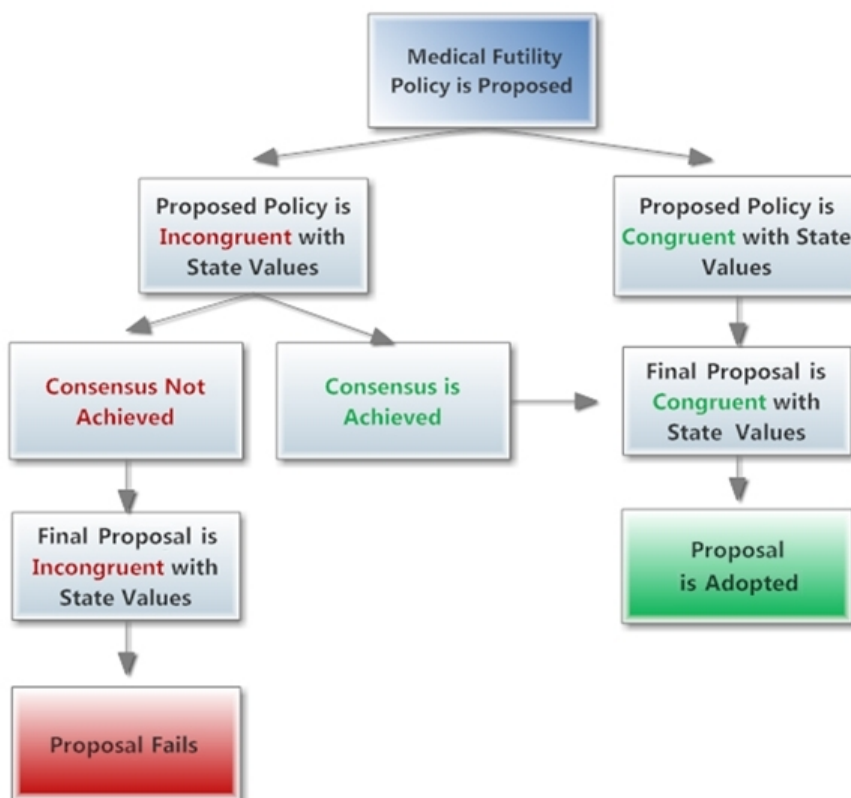 Medical Futility
Policy is Proposed
Proposed Policy is
Incongruent with
State Values
Proposed Policy is
Congruent with State
Values
Consensus Not
Achieved
Consensus is
Achieved
Final Proposal is
Congruent with
State Values
Final Proposal is
Incongruent with
State Values
Proposal
is Adopted
Proposal Fails